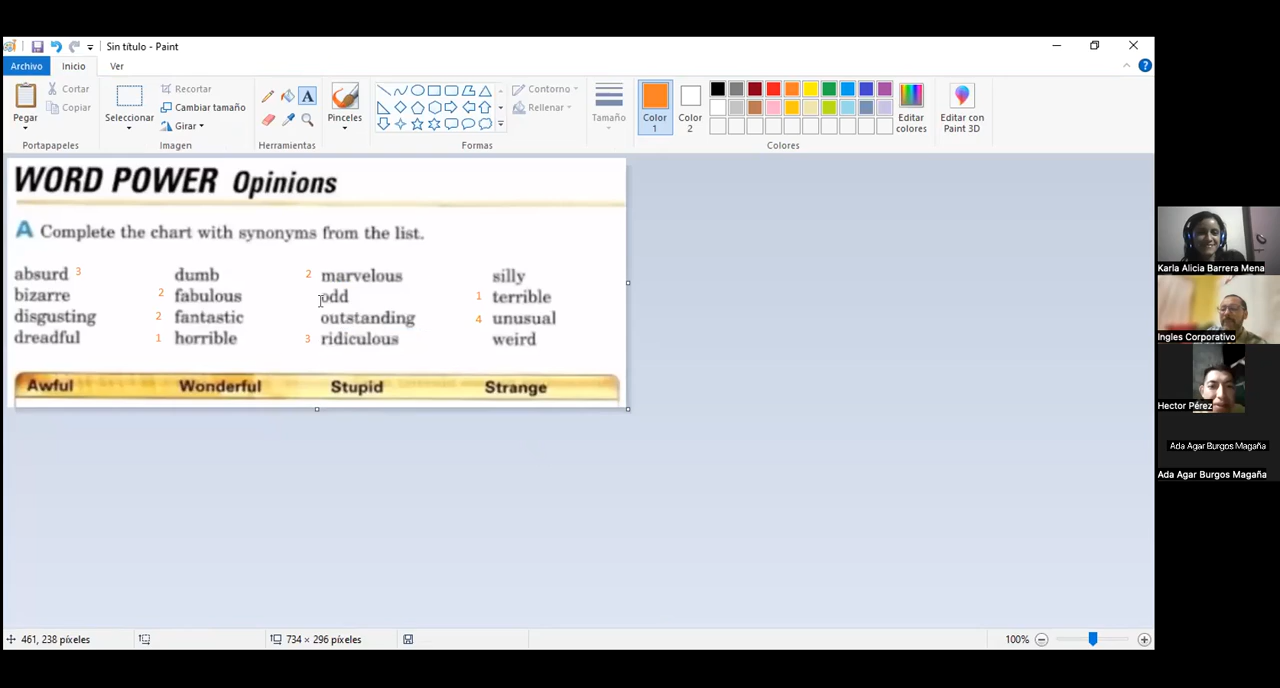 Sin título - Paint
Archivo Inicio Ver
Pegar
Cortar
Copiar
Portapapeles
Seleccionar
Recortar
Cambiar tamaño
Girar
Imagen
A
Herramientas
Pinceles
Contorno
Rellenar
Formas
Tamaño
Color 1
Color 2
Editar colores
Colores
Editar con Paint 3D
WORD POWER Opinions
A Complete the chart with synonyms from the list.
absurd 3 dumb 2 marvelous silly
bizarre 2 fabulous odd 1 terrible
disgusting 2 fantastic outstanding 4 unusual
dreadful 1 horrible 3 ridiculous weird
Awful Wonderful Stupid Strange
Karla Alicia Barrera Mena
Ingles Corporativo
Hector Pérez
Ada Agar Burgos Magaña
Ada Agar Burgos Magaña
461, 238 píxeles 734 × 296 píxeles 100%